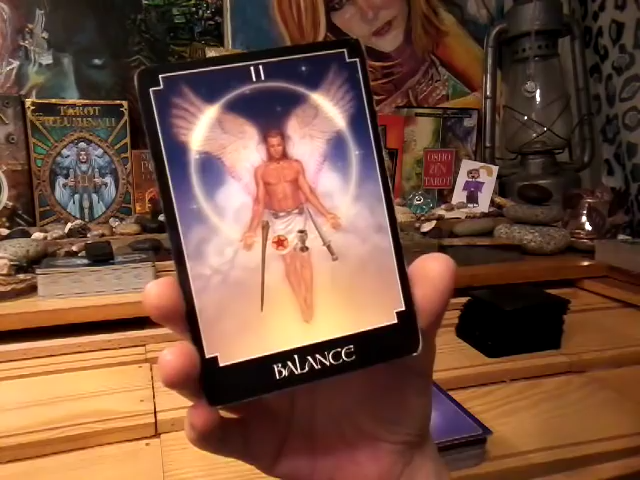 II
BALANCE
TAROT
ILLUMINATI
OSHO
ZEN
TAROT